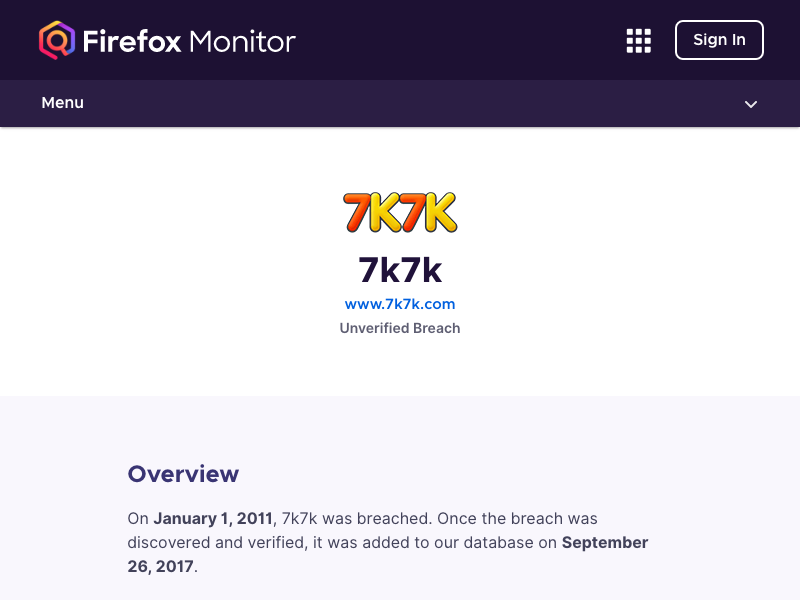 Firefox Monitor
Sign In
Menu
7K7K
7k7k
www.7k7k.com
Unverified Breach
Overview
On January 1, 2011, 7k7k was breached. Once the breach was
discovered and verified, it was added to our database on September
26, 2017.